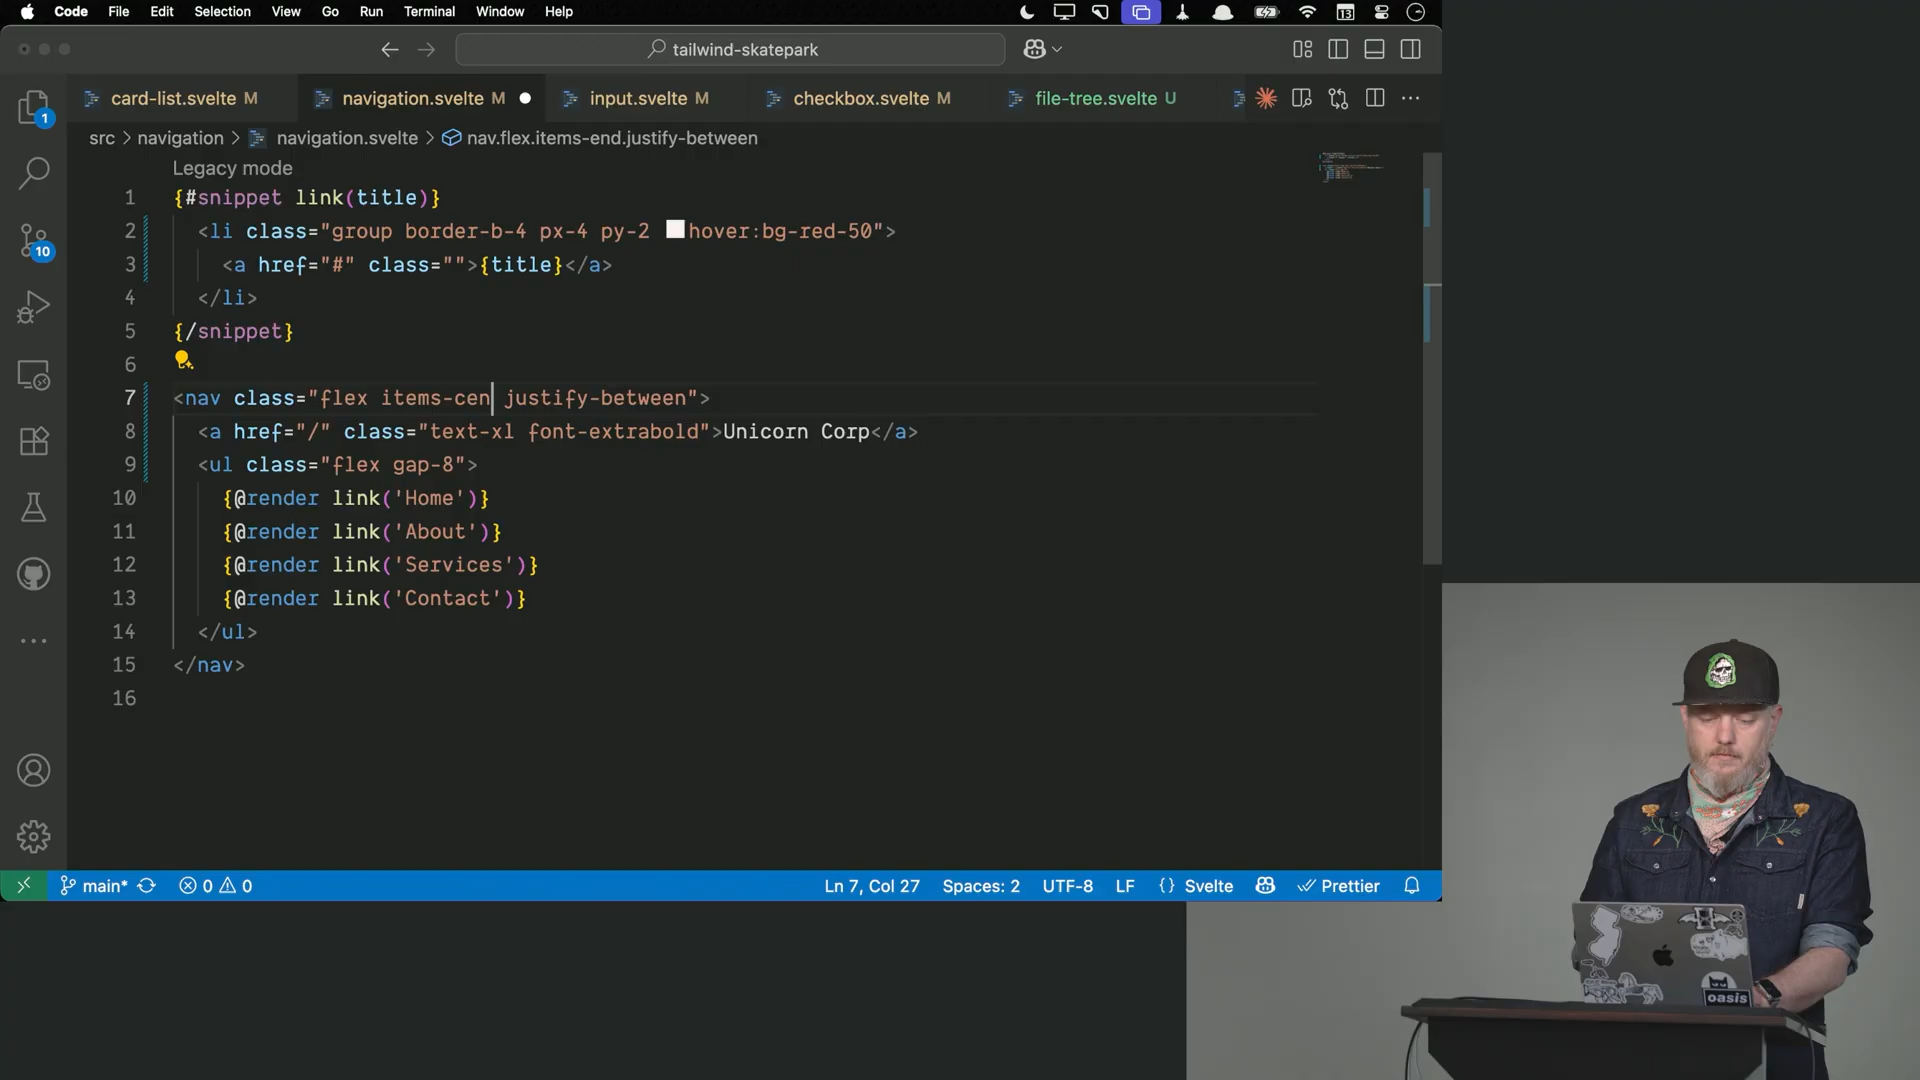 Code File Edit Selection View Go Run Terminal Window Help 13
tailwind-skatepark
card-list.svelte M navigation.svelte M input.svelte M checkbox.svelte M file-tree.svelte U
src > navigation > navigation.svelte > nav.flex.items-end.justify-between
Legacy mode
1 {#snippet link(title)}
2 <li class="group border-b-4 px-4 py-2 hover:bg-red-50">
3 <a href="#" class="">{title}</a>
4 </li>
5 {/snippet}
6
7 <nav class="flex items-cen justify-between">
8 <a href="/" class="text-xl font-extrabold">Unicorn Corp</a>
9 <ul class="flex gap-8">
10 {@render link('Home')}
11 {@render link('About')}
12 {@render link('Services')}
13 {@render link('Contact')}
14 </ul>
15 </nav>
16
1
10
main* 0 0 Ln 7, Col 27 Spaces: 2 UTF-8 LF {} Svelte Prettier
oasis